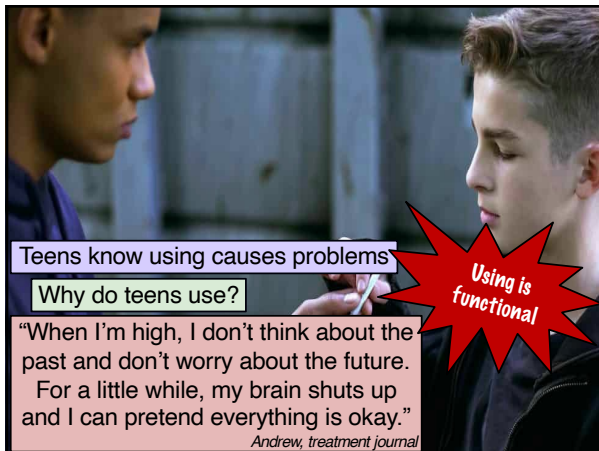 Teens know using causes problems
Why do teens use?
Using is
functional
“When I’m high, I don’t think about the
past and don’t worry about the future.
For a little while, my brain shuts up
and I can pretend everything is okay.”
Andrew, treatment journal